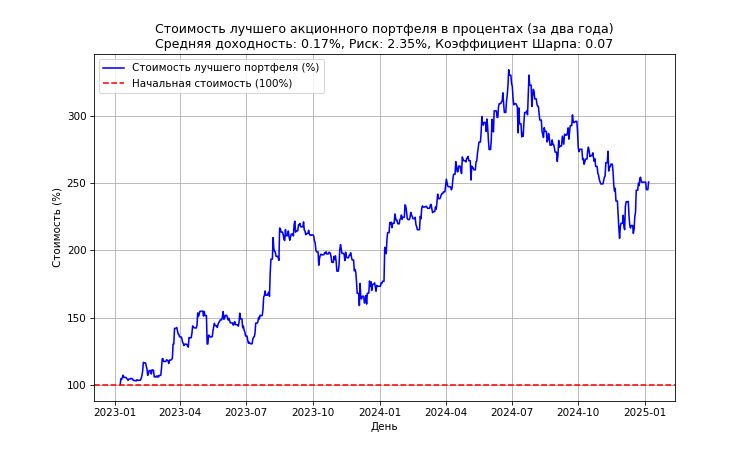 Стоимость лучшего акционного портфеля в процентах (за два года)
Средняя доходность: 0.17%, Риск: 2.35%, Коэффициент Шарпа: 0.07
Стоимость лучшего портфеля (%)
Начальная стоимость (100%)
Стоимость (%)
300
250
200
150
100
2023-01 2023-04 2023-07 2023-10 2024-01 2024-04 2024-07 2024-10 2025-01
День